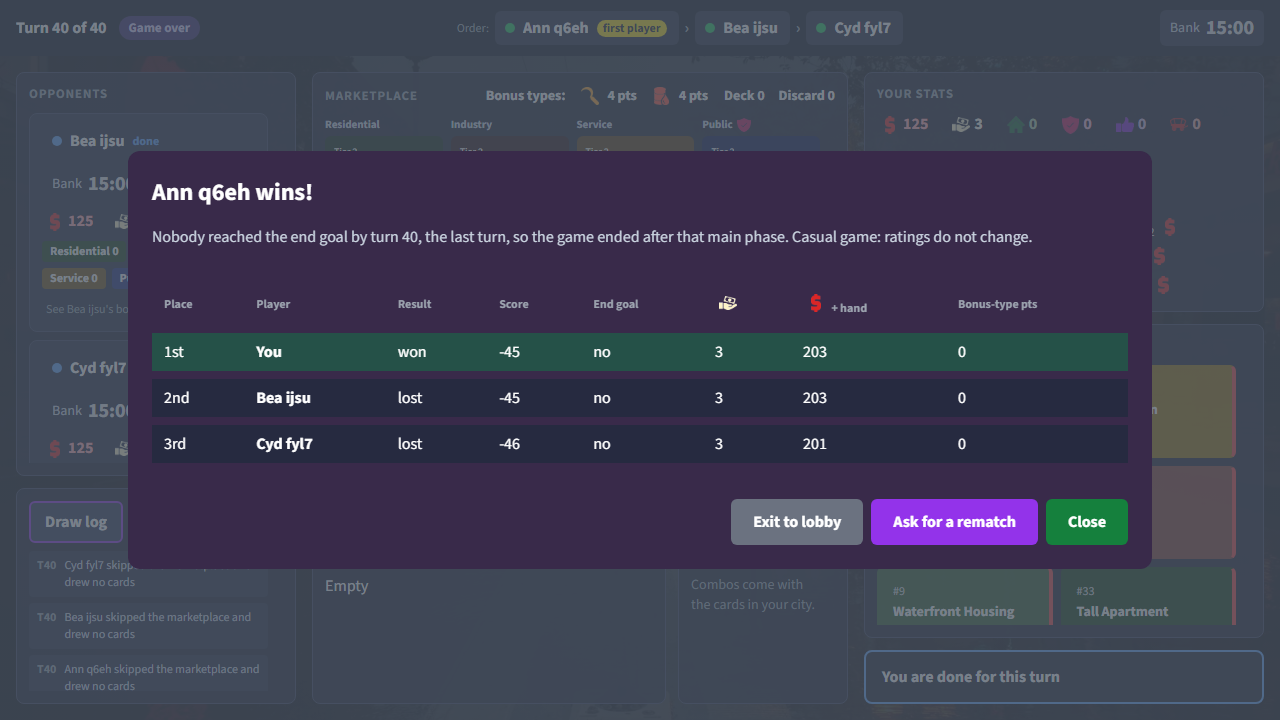 Turn 40 of 40 Game over Order: Ann q6eh first player › Bea ijsu › Cyd fyl7 Bank 15:00
OPPONENTS
Bea ijsu done
Bank 15:00
$ 125
Residential 0
Service 0
See Bea ijsu's
Cyd fyl7
Bank 15:00
$ 125
MARKETPLACE Bonus types: 4 pts 4 pts Deck 0 Discard 0
Residential Industry Service Public
YOUR STATS
$ 125 3 0 0 0 0
Ann q6eh wins!
Nobody reached the end goal by turn 40, the last turn, so the game ended after that main phase. Casual game: ratings do not change.
Place Player Result Score End goal $ + hand Bonus-type pts
1st You won -45 no 3 203 0
2nd Bea ijsu lost -45 no 3 203 0
3rd Cyd fyl7 lost -46 no 3 201 0
Exit to lobby Ask for a rematch Close
Draw log
T40 Cyd fyl7
drew no cards
T40 Bea ijsu skipped the marketplace and
drew no cards
T40 Ann q6eh skipped the marketplace and
drew no cards
Empty
Combos come with
the cards in your city.
#9
Waterfront Housing
#33
Tall Apartment
You are done for this turn